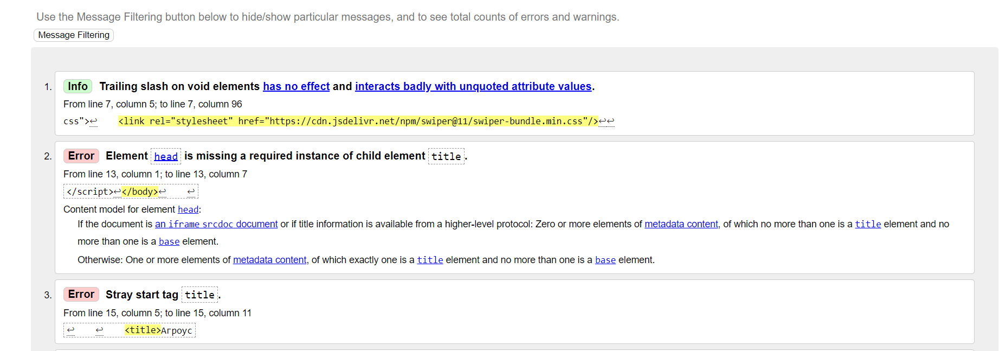 Use the Message Filtering button below to hide/show particular messages, and to see total counts of errors and warnings.
Message Filtering
1. Info Trailing slash on void elements has no effect and interacts badly with unquoted attribute values.
From line 7, column 5; to line 7, column 96
css">↩ <link rel="stylesheet" href="https://cdn.jsdelivr.net/npm/swiper@11/swiper-bundle.min.css"/>↩↩
2. Error Element head is missing a required instance of child element title.
From line 13, column 1; to line 13, column 7
</script>↩</body>↩ ↩
Content model for element head:
If the document is an iframe srcdoc document or if title information is available from a higher-level protocol: Zero or more elements of metadata content, of which no more than one is a title element and no
more than one is a base element.
Otherwise: One or more elements of metadata content, of which exactly one is a title element and no more than one is a base element.
3. Error Stray start tag title.
From line 15, column 5; to line 15, column 11
↩ ↩ <title>Агроус